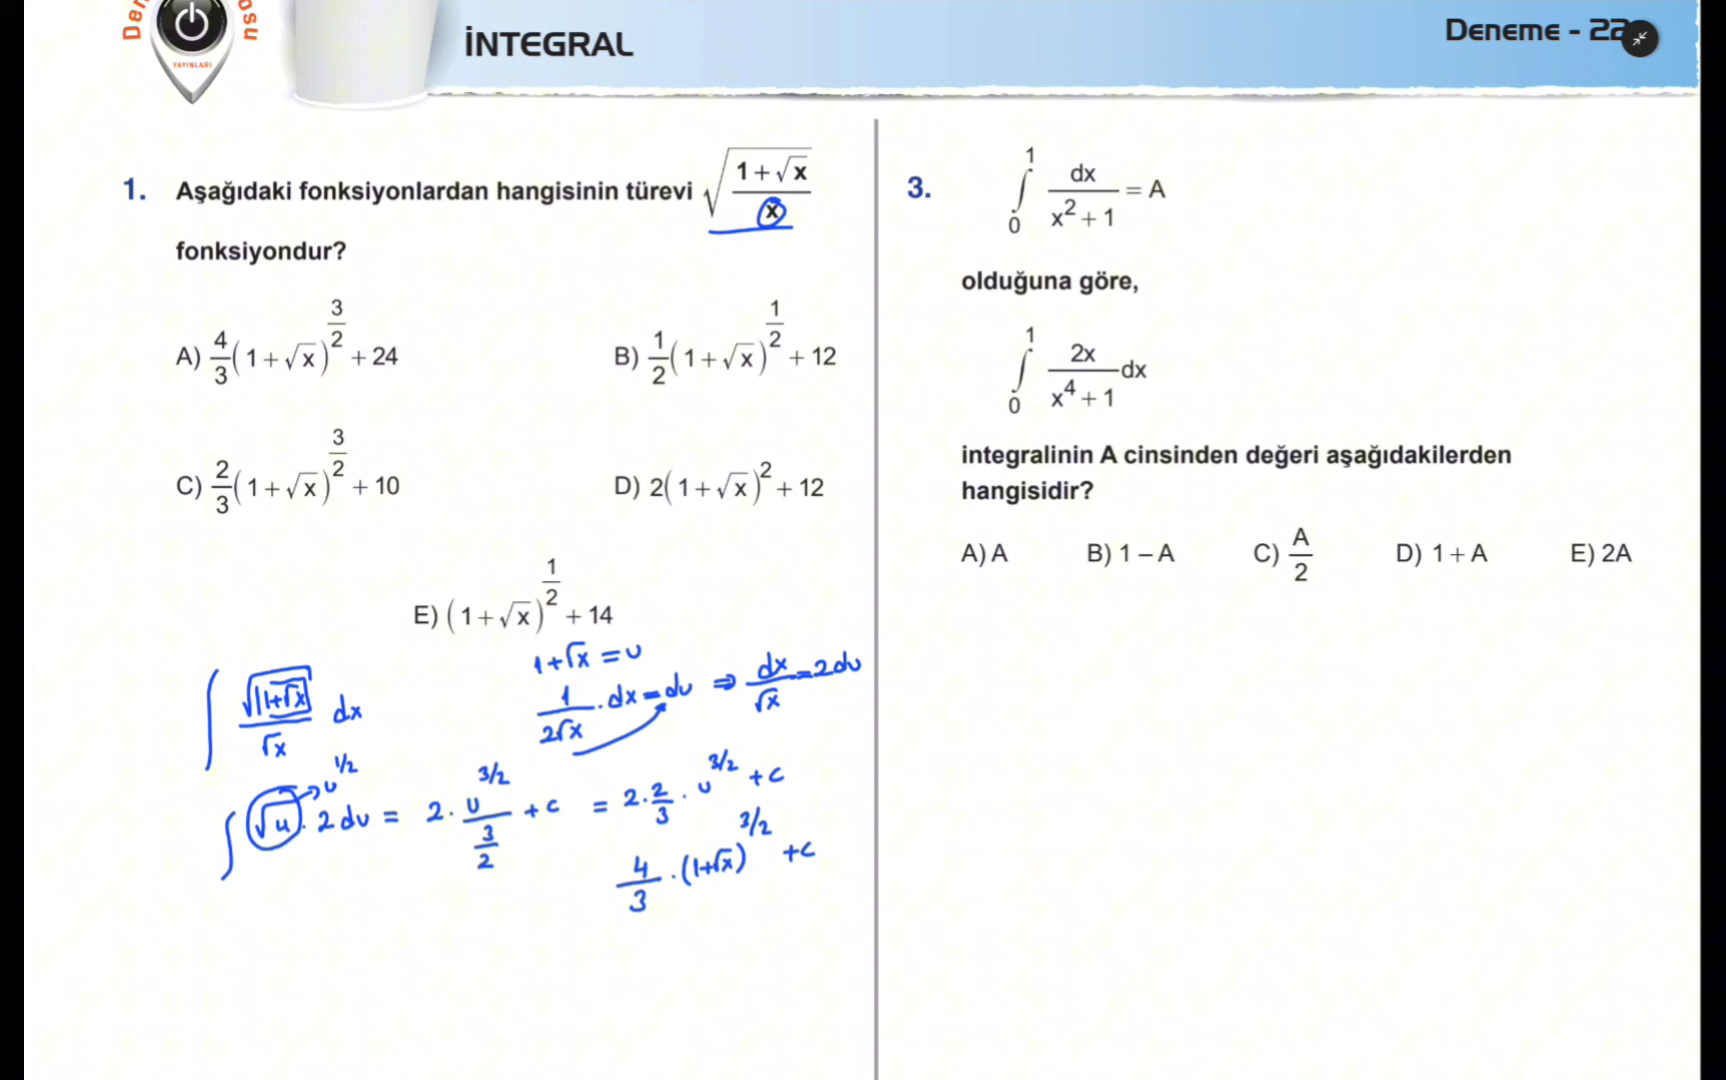 YAYINLARI
İNTEGRAL
Deneme - 22
1. Aşağıdaki fonksiyonlardan hangisinin türevi √((1+√x)/x)
fonksiyondur?
A) 4/3(1+√x)^(3/2) + 24
B) 1/2(1+√x)^(1/2) + 12
C) 2/3(1+√x)^(3/2) + 10
D) 2(1+√x)^2 + 12
E) (1+√x)^(1/2) + 14
1+√x = u
1/(2√x) . dx = du ⇒ dx/√x = 2du
∫ √(1+√x)/√x dx
u^(1/2)
∫ √u . 2du = 2 . u^(3/2)/(3/2) + c = 2 . 2/3 . u^(3/2) + c
4/3 . (1+√x)^(3/2) + c
3. ∫₀¹ dx/(x²+1) = A
olduğuna göre,
∫₀¹ 2x/(x⁴+1) dx
integralinin A cinsinden değeri aşağıdakilerden
hangisidir?
A) A B) 1 – A C) A/2 D) 1 + A E) 2A